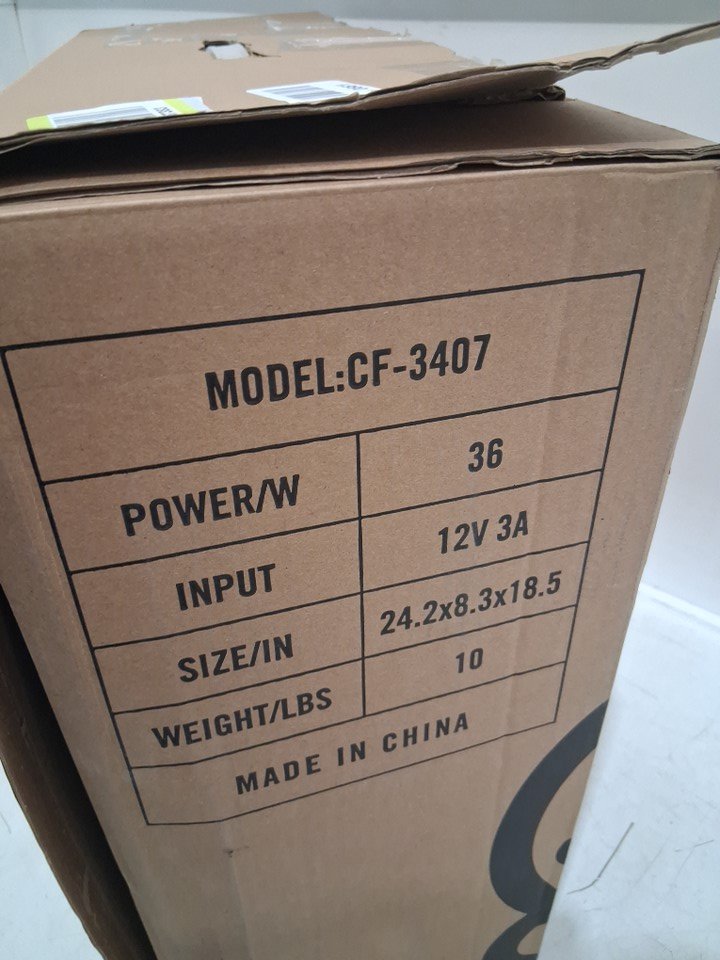 MODEL:CF-3407
POWER/W 36
INPUT 12V 3A
SIZE/IN 24.2x8.3x18.5
WEIGHT/LBS 10
MADE IN CHINA